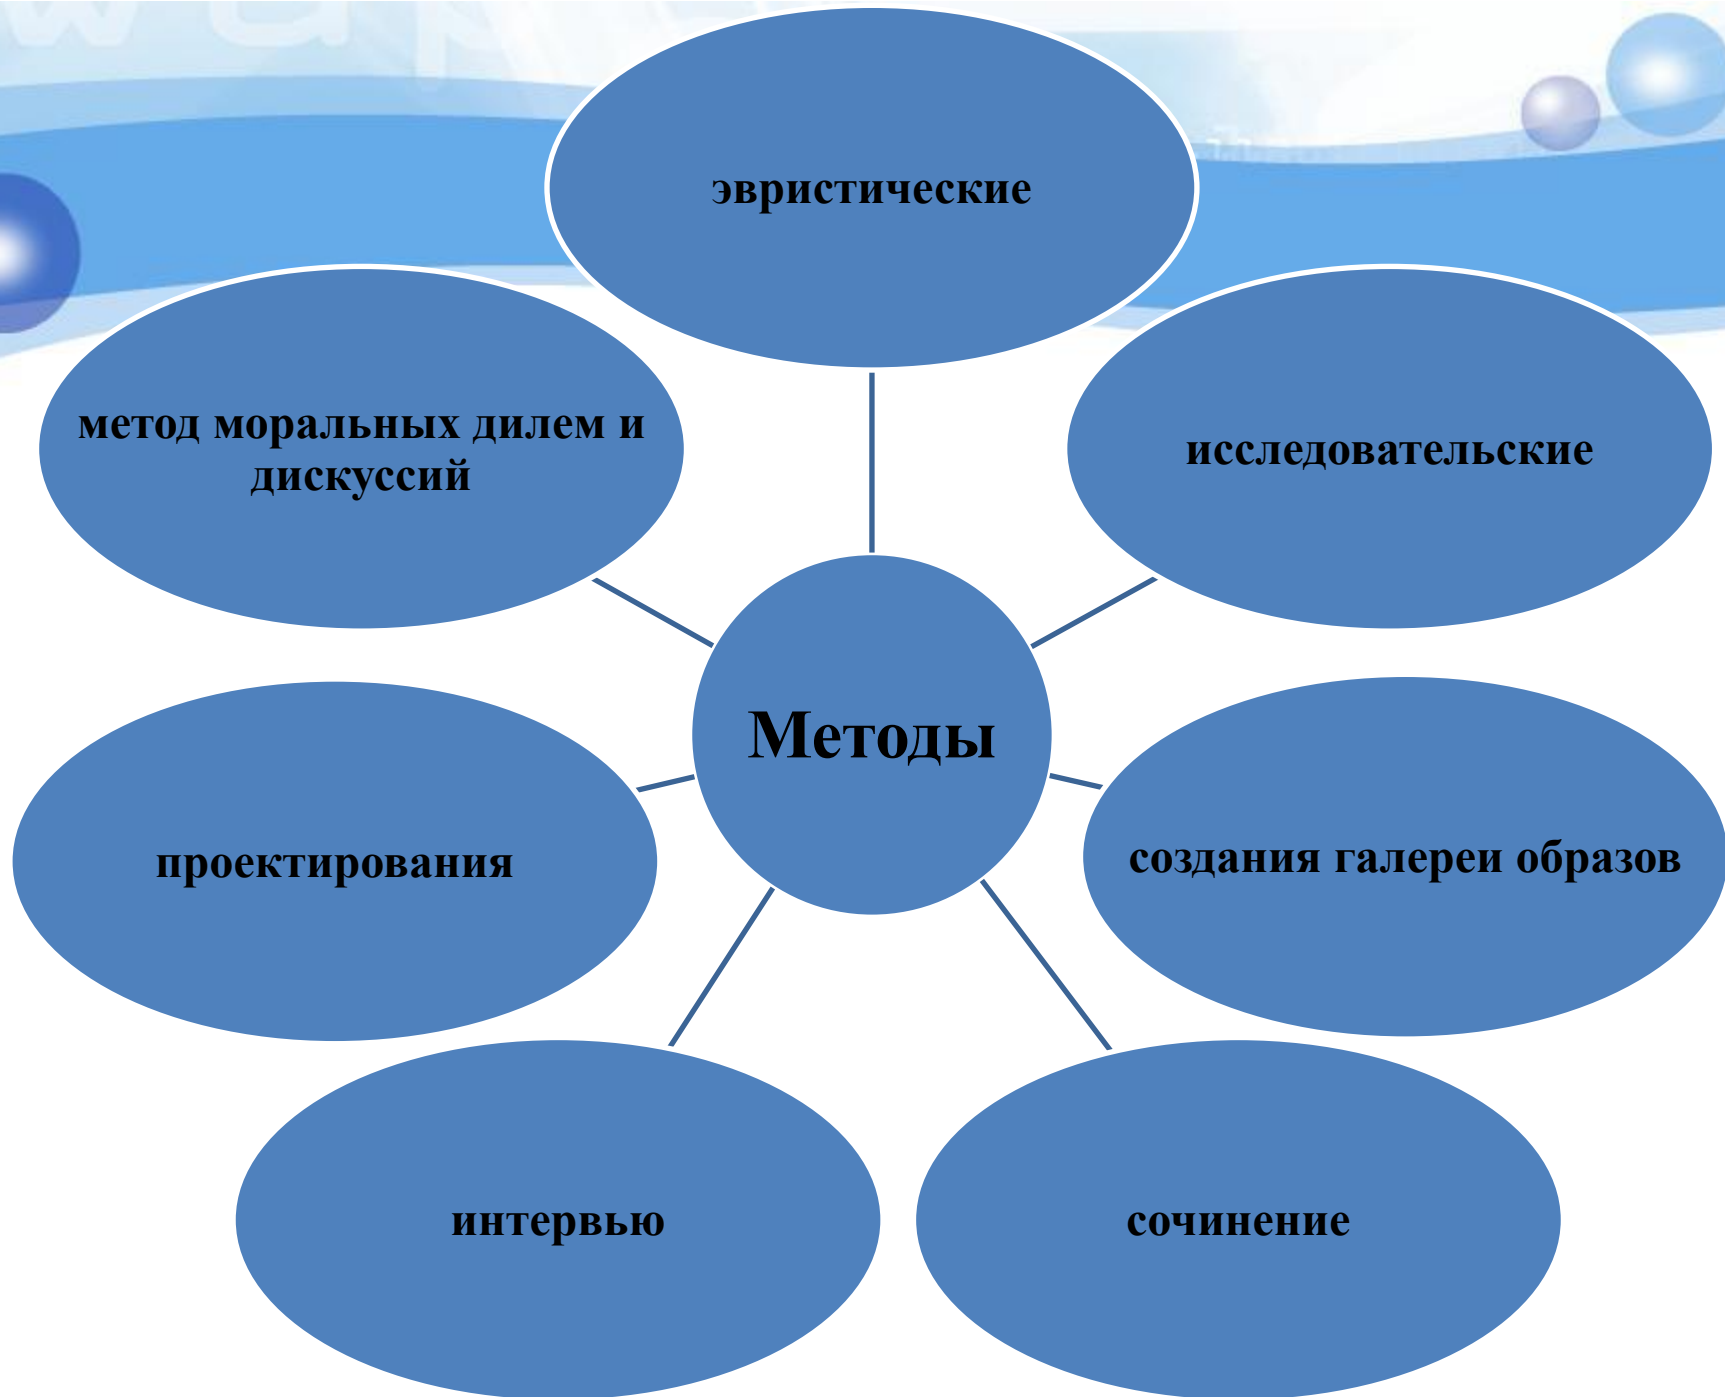 эвристические
метод моральных дилем и
дискуссий
исследовательские
Методы
проектирования
создания галереи образов
интервью
сочинение